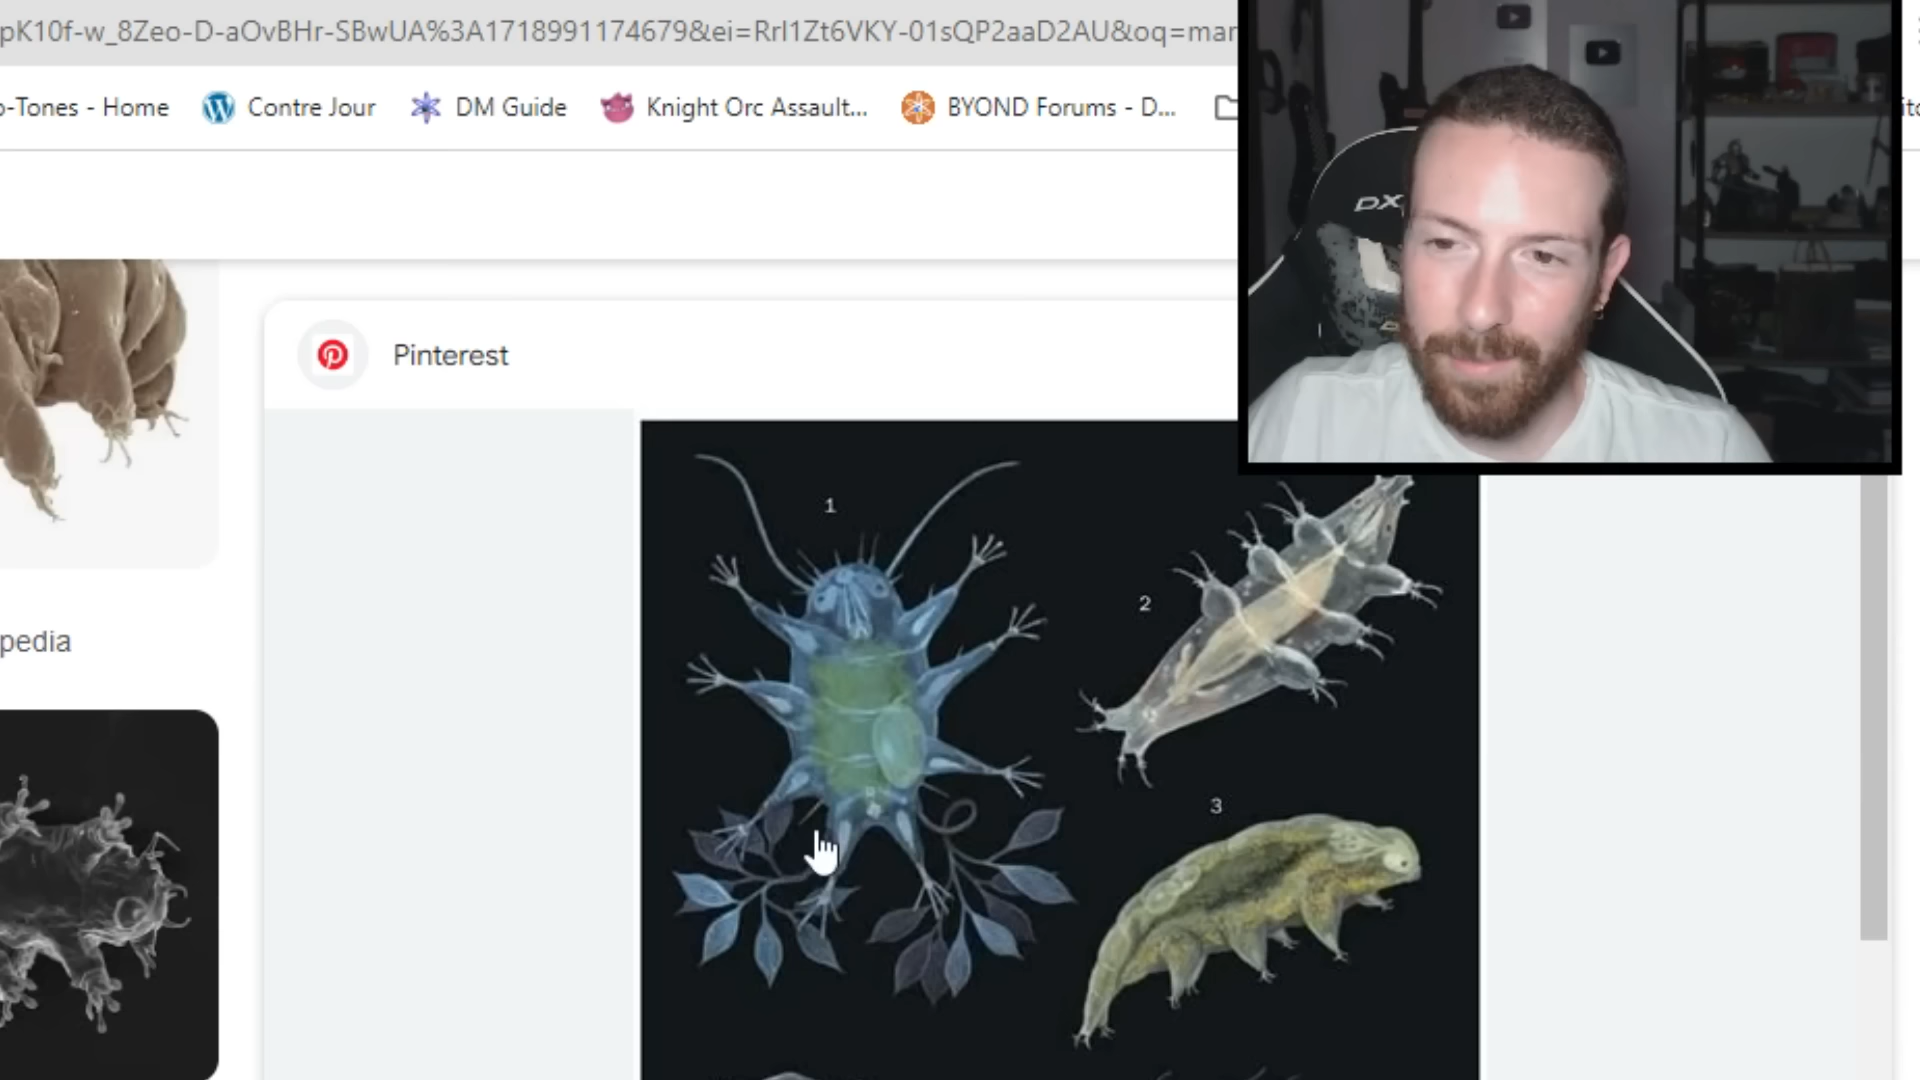 pK10f-w_8Zeo-D-aOvBHr-SBwUA%3A1718991174679&ei=RrI1Zt6VKY-01sQP2aaD2AU&oq=mar
o-Tones - Home Contre Jour DM Guide Knight Orc Assault... BYOND Forums - D...
DX
Pinterest
1
2
pedia
3